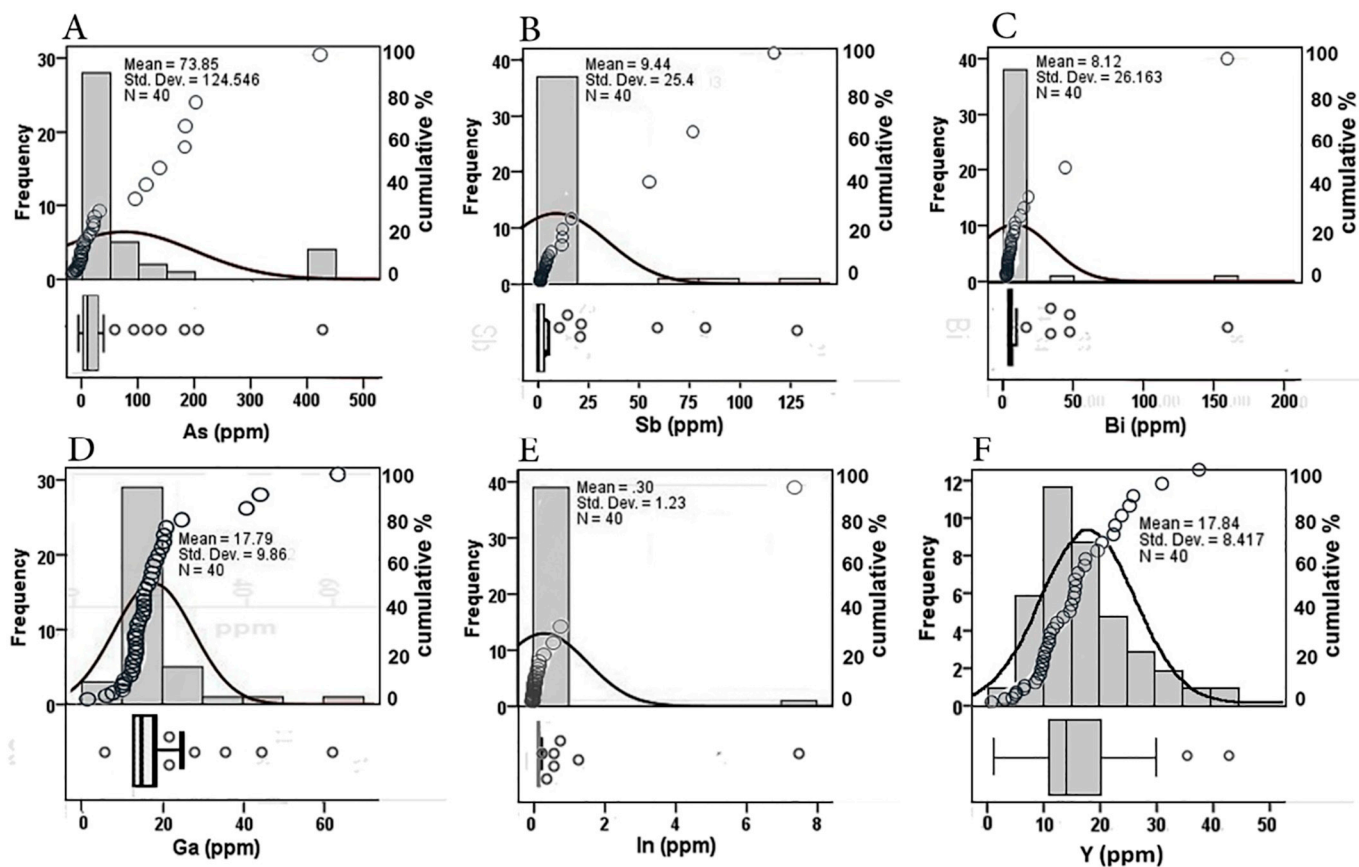 A
Mean = 73.85
Std. Dev. = 124.546
N = 40
Frequency
30
20
10
0
100
80
60
40
20
0
cumulative %
0 100 200 300 400 500
As (ppm)
B
Mean = 9.44
Std. Dev. = 25.4
N = 40
Frequency
40
30
20
10
0
100
80
60
40
20
0
cumulative %
Sb
0 25 50 75 100 125
Sb (ppm)
C
Mean = 8.12
Std. Dev. = 26.163
N = 40
Frequency
40
30
20
10
0
100
80
60
40
20
0
cumulative %
Bi
0 50 100 150 200
Bi (ppm)
D
Mean = 17.79
Std. Dev. = 9.862
N = 40
Frequency
30
20
10
0
100
80
60
40
20
0
cumulative %
40 60
ppm
0 20 40 60
Ga (ppm)
E
Mean = .30
Std. Dev. = 1.23
N = 40
Frequency
40
30
20
10
0
100
80
60
40
20
0
cumulative %
0 2 4 6 8
In (ppm)
F
Mean = 17.84
Std. Dev. = 8.417
N = 40
Frequency
12
10
8
6
4
2
0
100
80
60
40
20
0
cumulative %
0 10 20 30 40 50
Y (ppm)